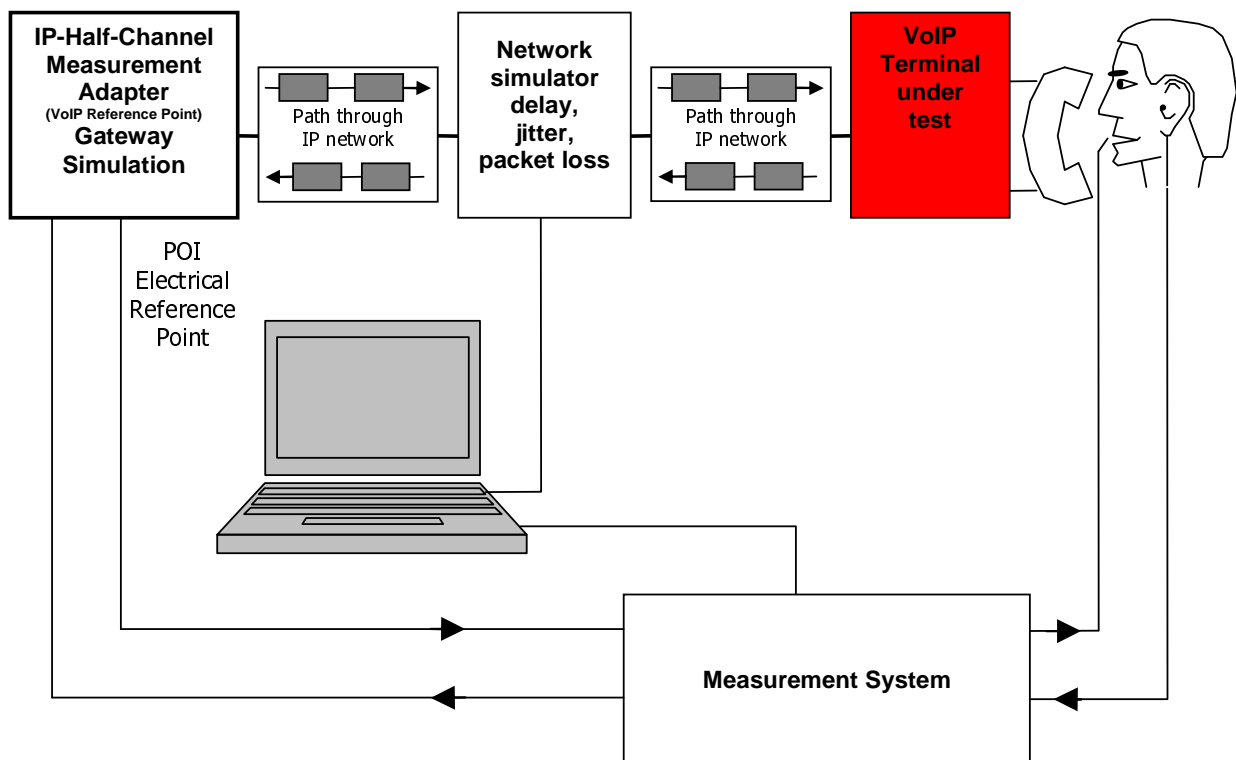 IP-Half-Channel
Measurement
Adapter
(VoIP Reference Point)
Gateway
Simulation
Path through
IP network
Network
simulator
delay,
jitter,
packet loss
Path through
IP network
VoIP
Terminal
under
test
POI
Electrical
Reference
Point
Measurement System